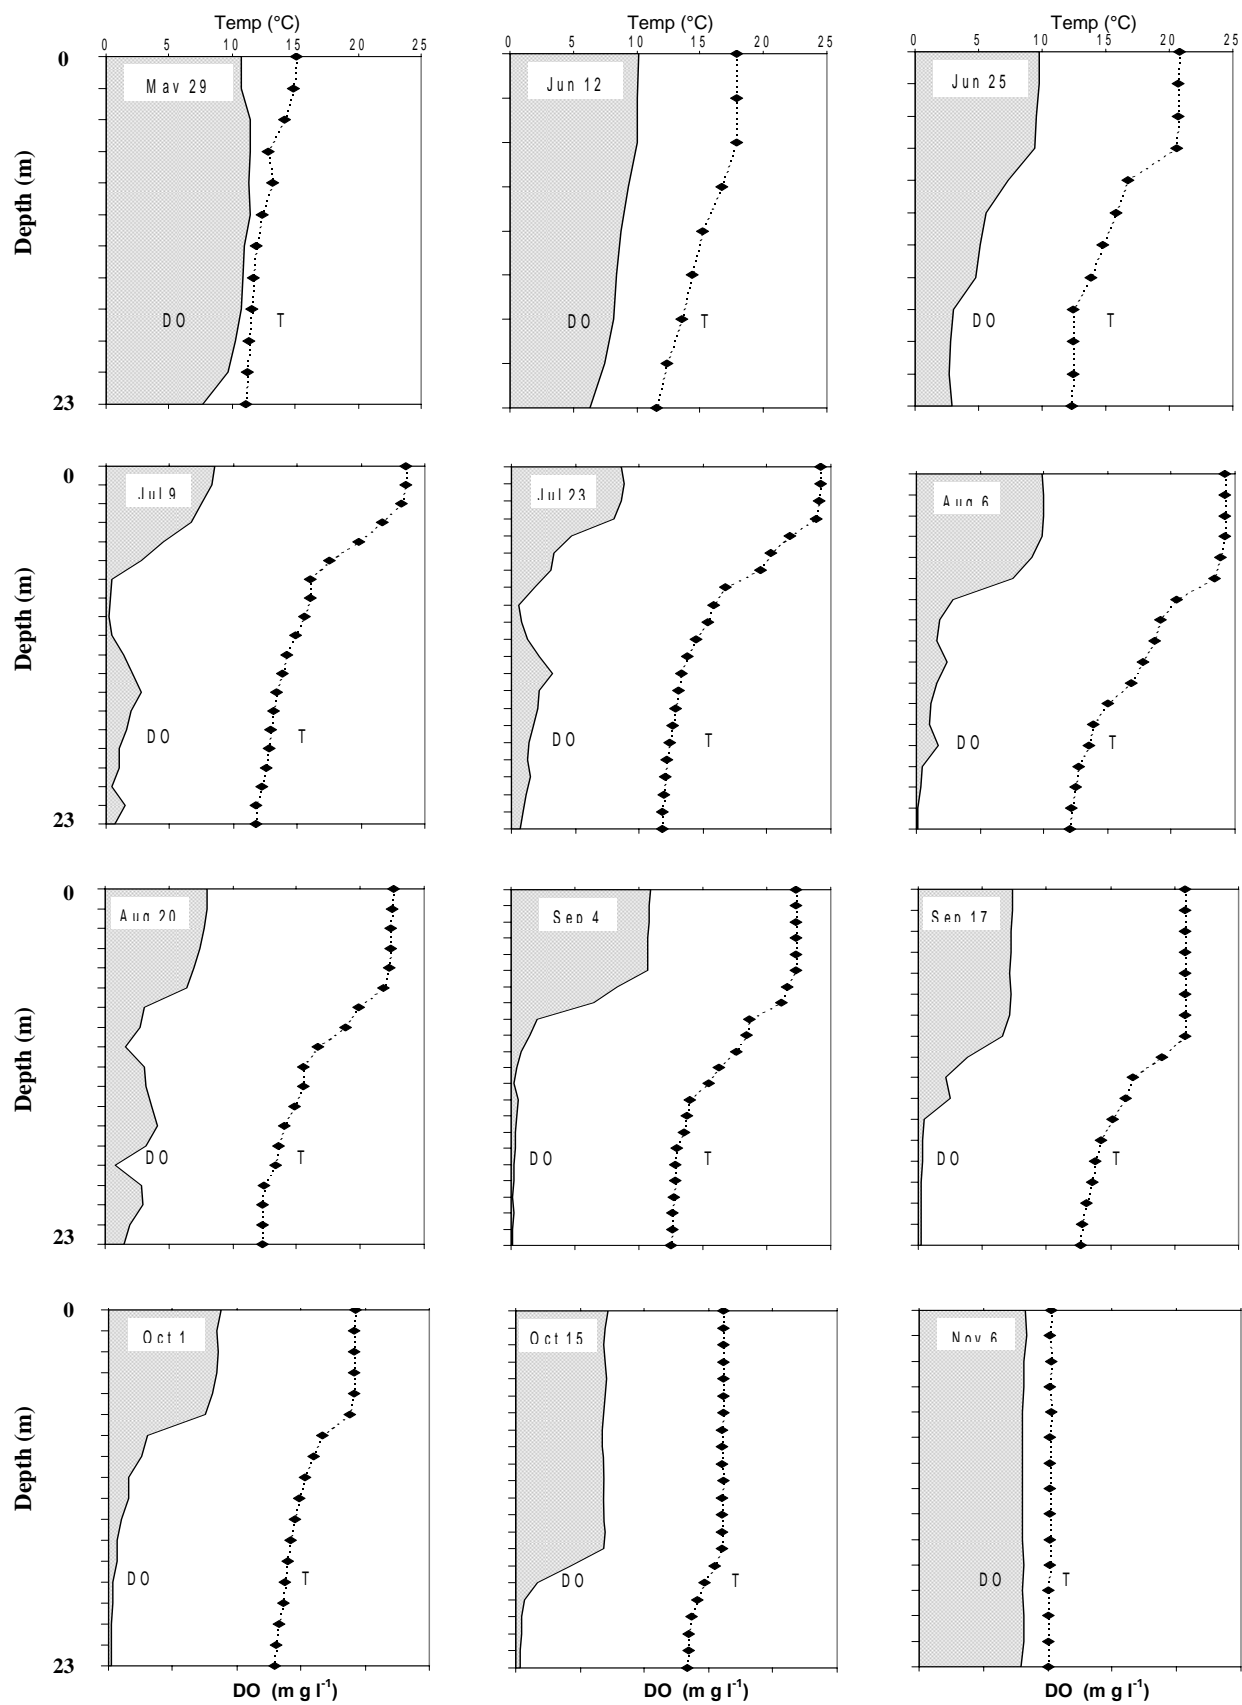 Temp (°C) Temp (°C) Temp (°C)
0 5 10 15 20 25 0 5 10 15 20 25 0 5 10 15 20 25
0
May 29 Jun 12 Jun 25
Depth (m)
DO T DO T DO T
23
0
Jul 9 Jul 23 Aug 6
Depth (m)
DO T DO T DO T
23
0
Aug 20 Sep 4 Sep 17
Depth (m)
DO T DO T DO T
23
0
Oct 1 Oct 15 Nov 6
Depth (m)
DO T DO T DO T
23
DO (m g l⁻¹) DO (m g l⁻¹) DO (m g l⁻¹)